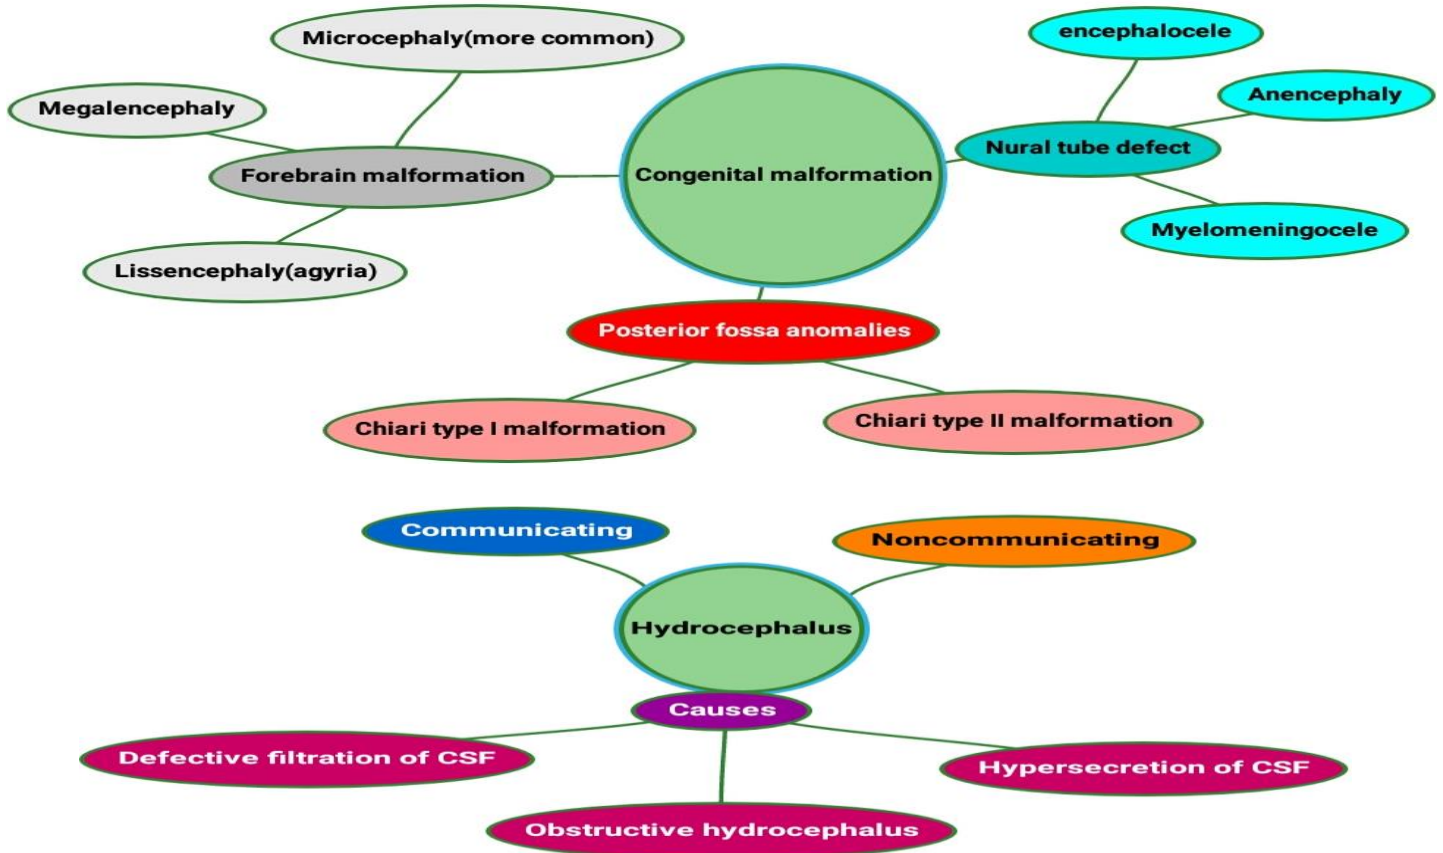 Microcephaly(more common)
Megalencephaly
Forebrain malformation
Lissencephaly(agyria)
Congenital malformation
encephalocele
Anencephaly
Nural tube defect
Myelomeningocele
Posterior fossa anomalies
Chiari type I malformation
Chiari type II malformation
Communicating
Noncommunicating
Hydrocephalus
Causes
Defective filtration of CSF
Hypersecretion of CSF
Obstructive hydrocephalus